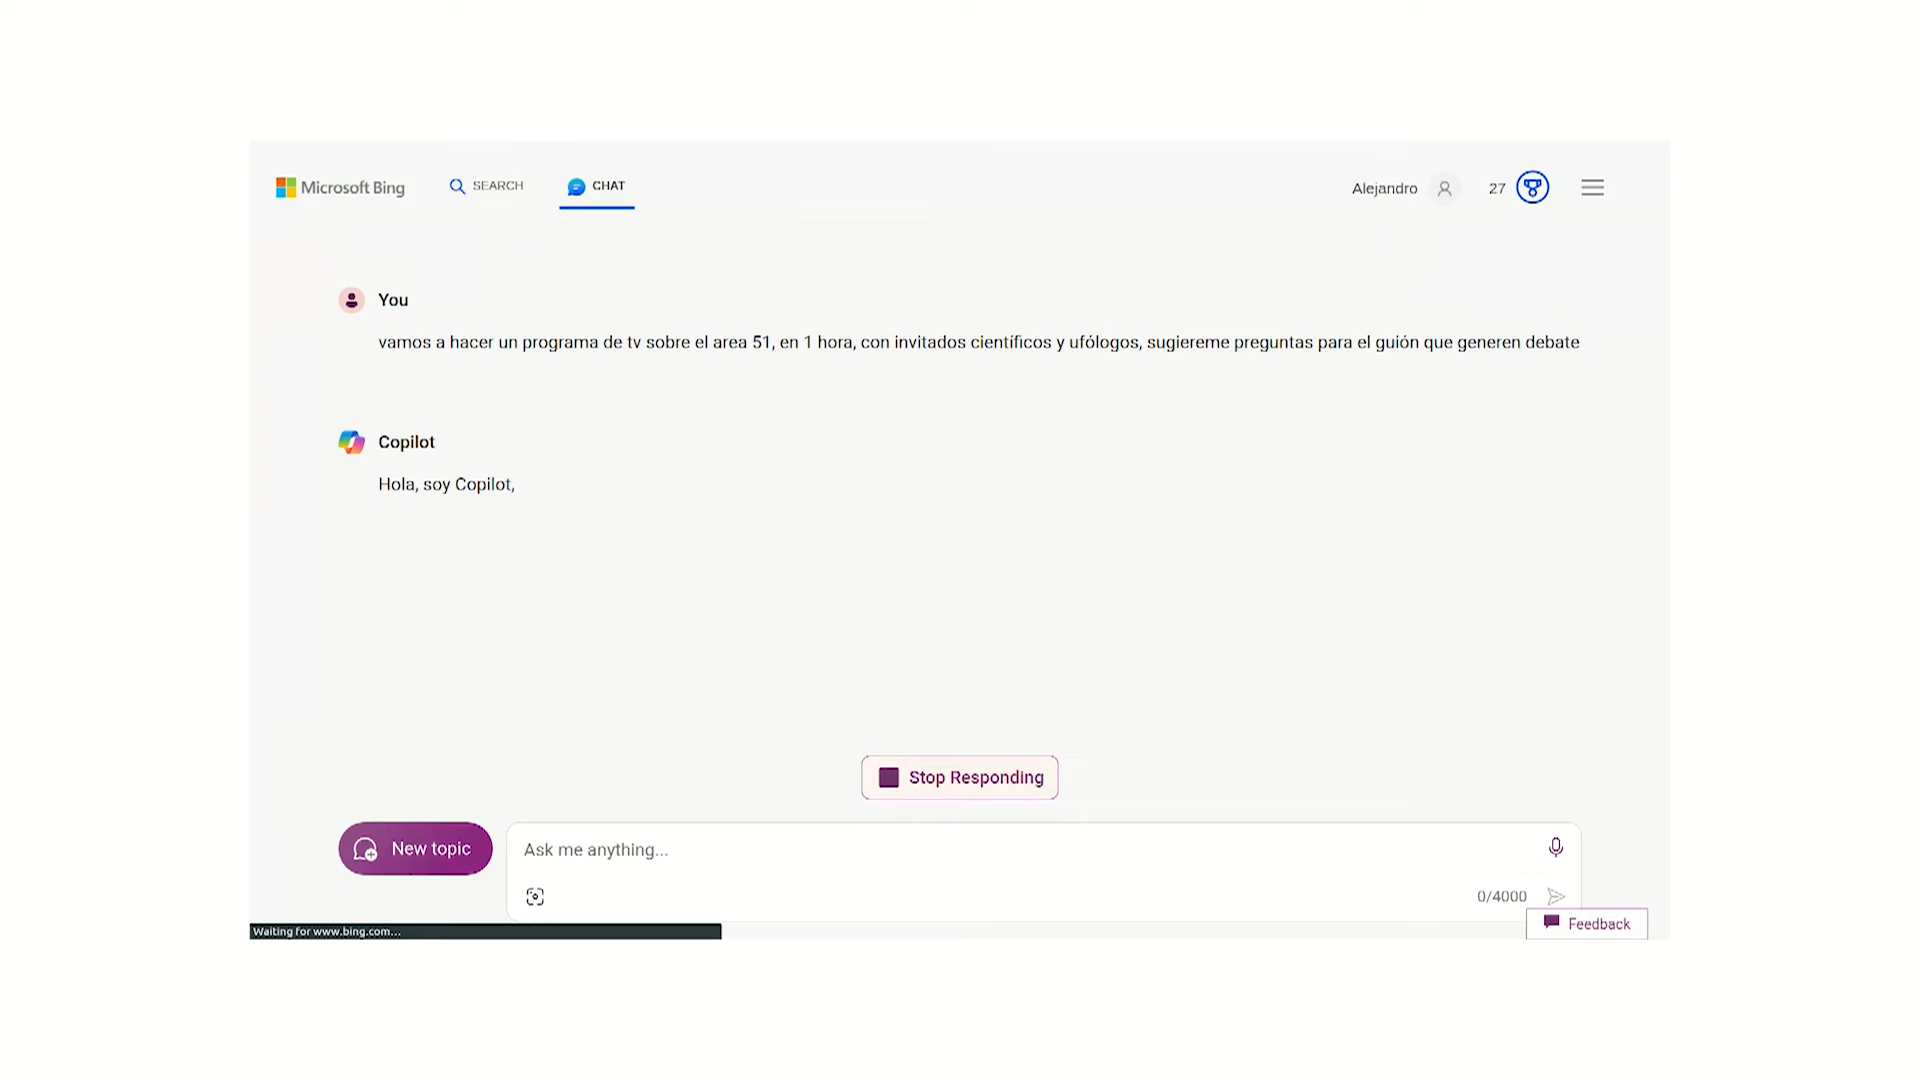 Microsoft Bing
SEARCH
CHAT
Alejandro
27
You
vamos a hacer un programa de tv sobre el area 51, en 1 hora, con invitados científicos y ufólogos, sugiereme preguntas para el guión que generen debate
Copilot
Hola, soy Copilot,
Stop Responding
New topic
Ask me anything...
0/4000
Feedback
Waiting for www.bing.com...